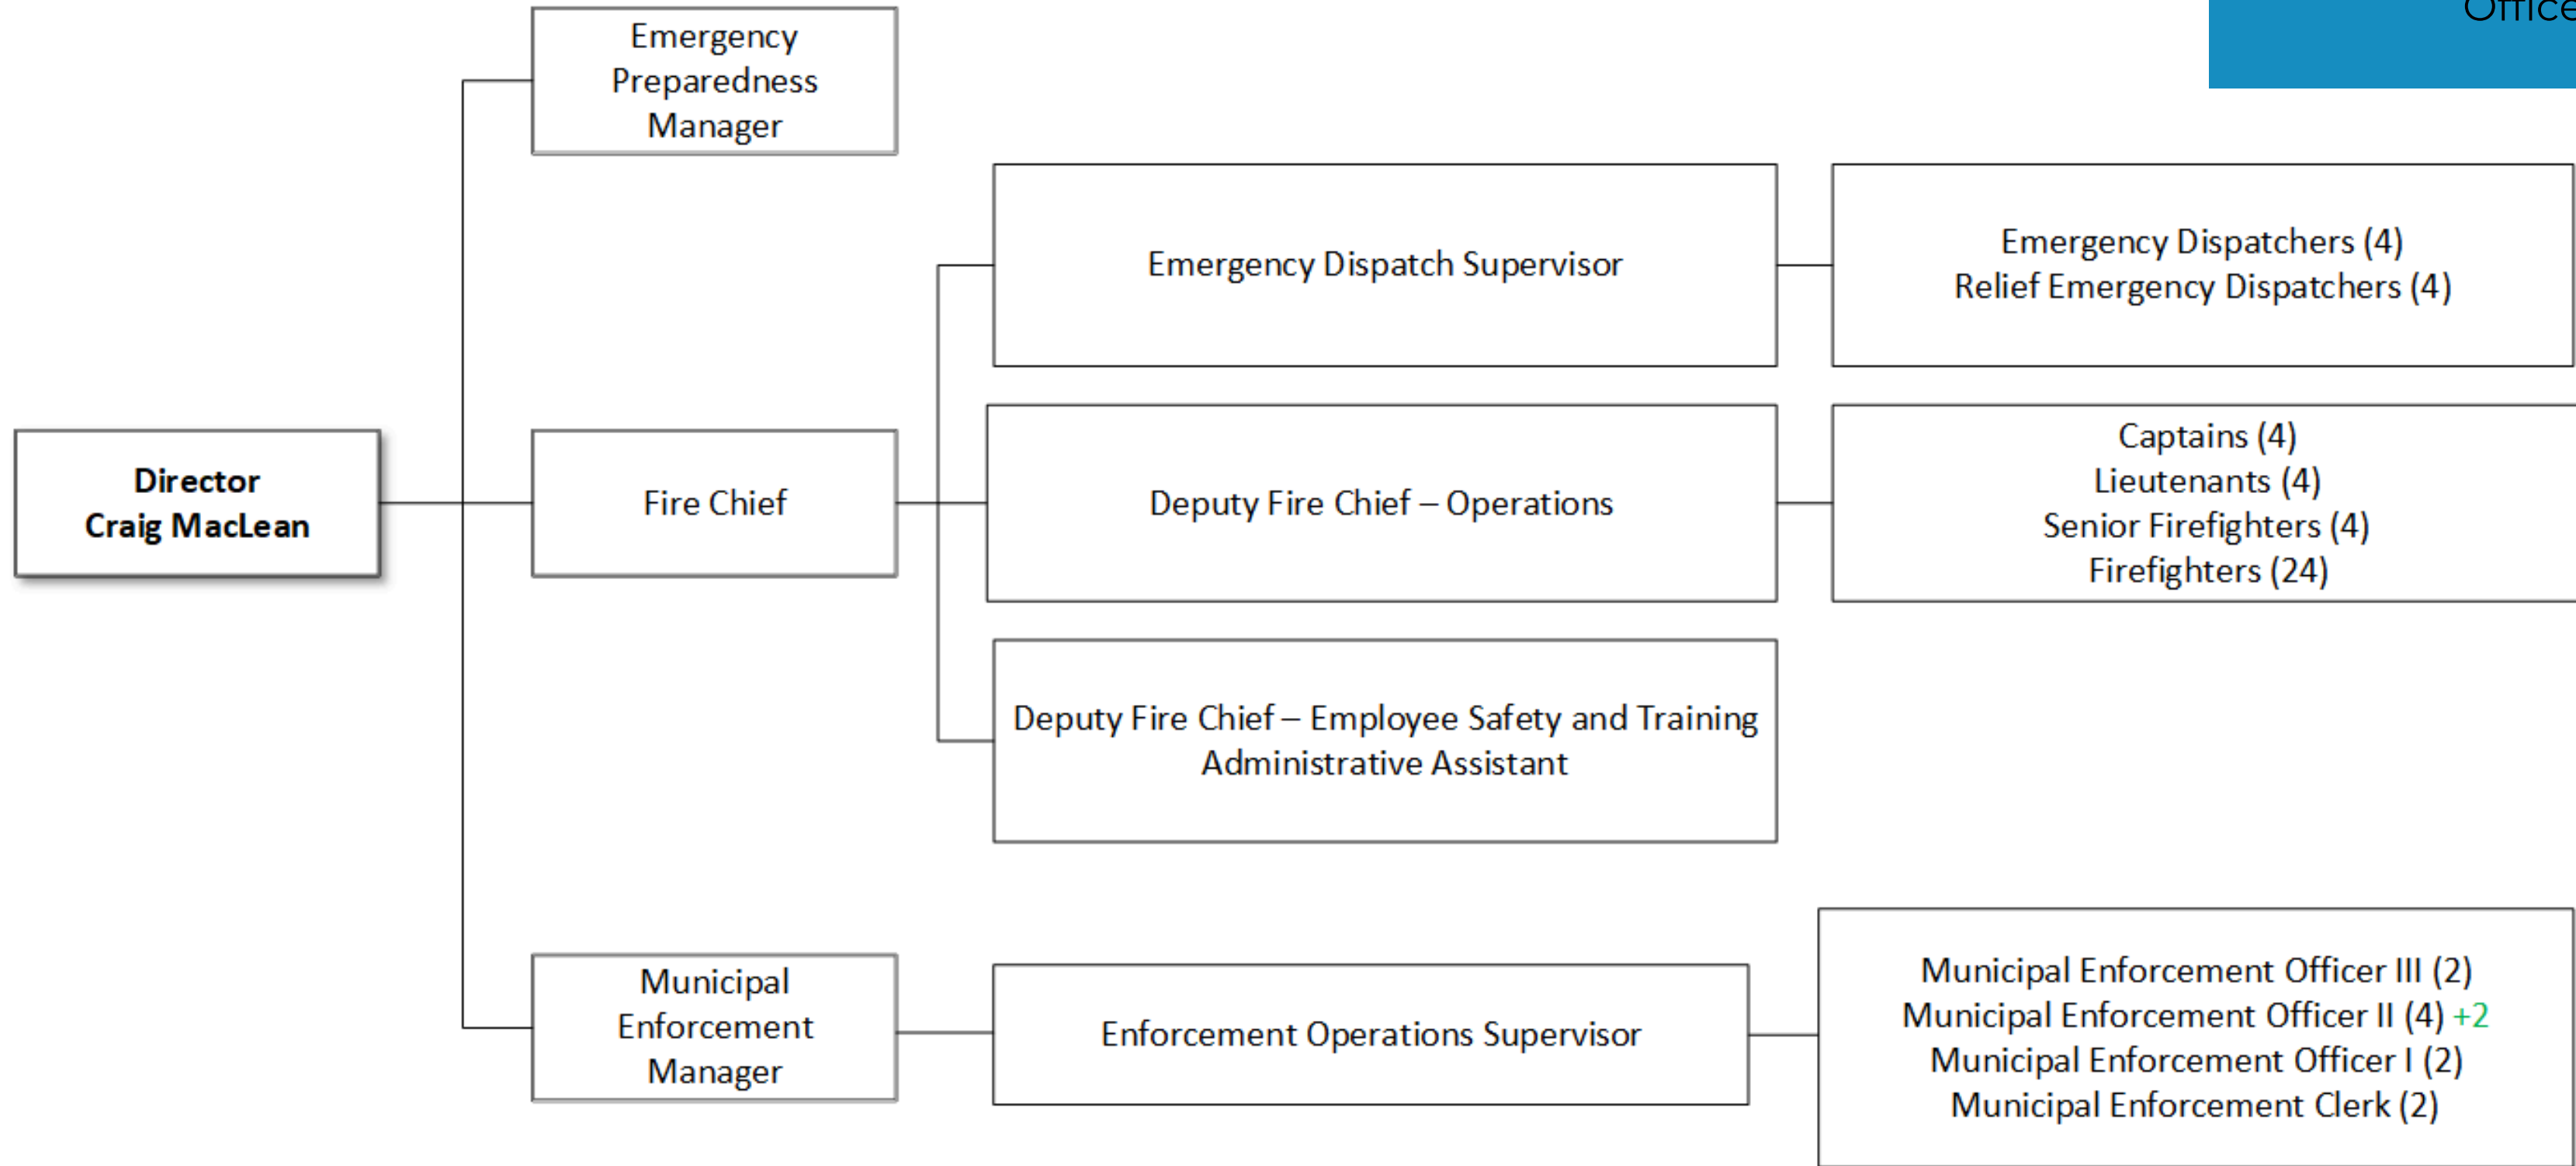 Office
Emergency
Preparedness
Manager
Emergency Dispatch Supervisor
Emergency Dispatchers (4)
Relief Emergency Dispatchers (4)
Director
Craig MacLean
Fire Chief
Deputy Fire Chief – Operations
Captains (4)
Lieutenants (4)
Senior Firefighters (4)
Firefighters (24)
Deputy Fire Chief – Employee Safety and Training
Administrative Assistant
Municipal
Enforcement
Manager
Enforcement Operations Supervisor
Municipal Enforcement Officer III (2)
Municipal Enforcement Officer II (4) +2
Municipal Enforcement Officer I (2)
Municipal Enforcement Clerk (2)